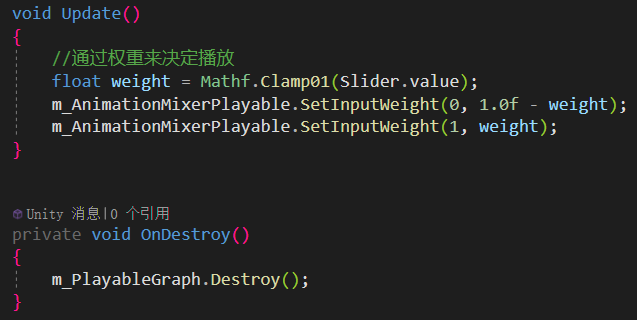 void Update()
{
//通过权重来决定播放
float weight = Mathf.Clamp01(Slider.value);
m_AnimationMixerPlayable.SetInputWeight(0, 1.0f - weight);
m_AnimationMixerPlayable.SetInputWeight(1, weight);
}
Unity 消息|0 个引用
private void OnDestroy()
{
m_PlayableGraph.Destroy();
}